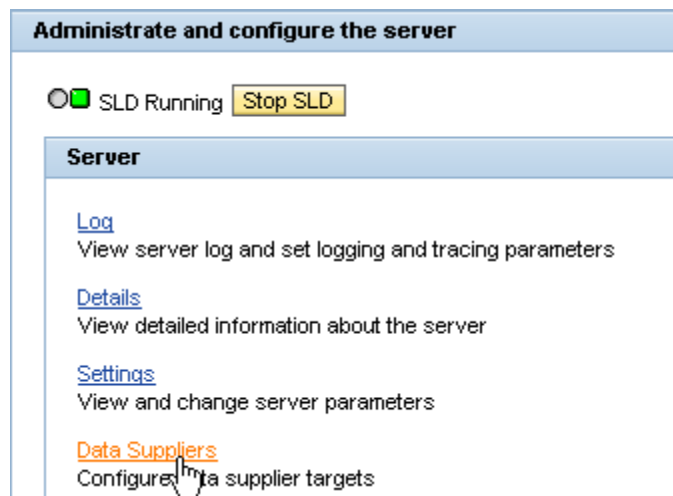 Administrate and configure the server
SLD Running Stop SLD
Server
Log
View server log and set logging and tracing parameters
Details
View detailed information about the server
Settings
View and change server parameters
Data Suppliers
Configure ta supplier targets